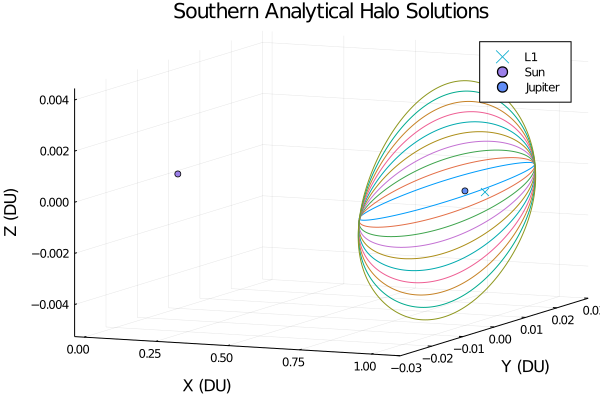 Southern Analytical Halo Solutions
L1
Sun
Jupiter
Z (DU)
0.004
0.002
0.000
−0.002
−0.004
0.00
0.25
0.50
0.75
1.00
X (DU)
−0.03
−0.02
−0.01
0.00
0.01
0.02
Y (DU)